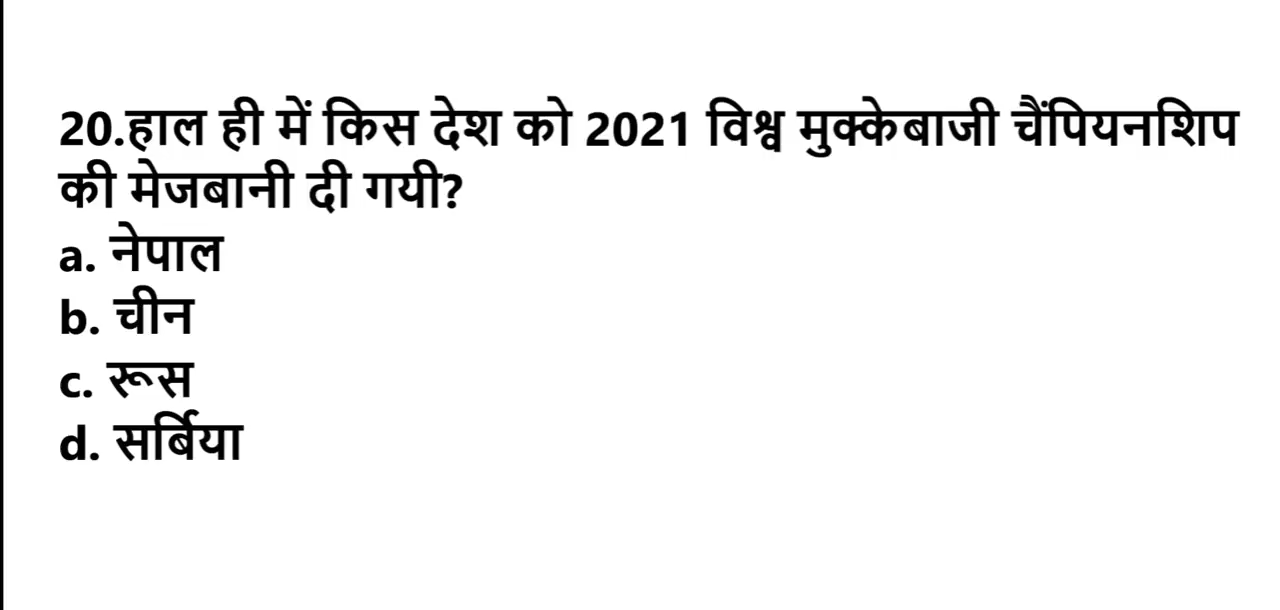 20.हाल ही में किस देश को 2021 विश्व मुक्केबाजी चैंपियनशिप
की मेजबानी दी गयी?
a. नेपाल
b. चीन
c. रूस
d. सर्बिया